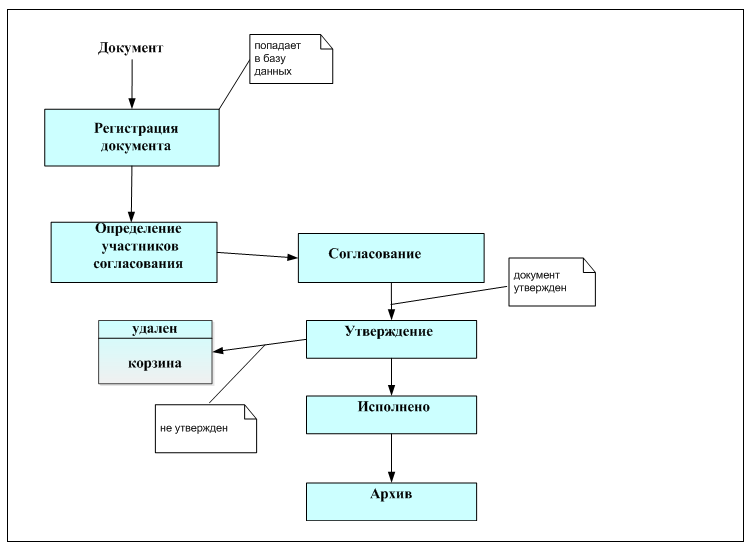 Документ
попадает
в базу
данных
Регистрация
документа
Определение
участников
согласования
Согласование
документ
утвержден
удален
корзина
Утверждение
не утвержден
Исполнено
Архив